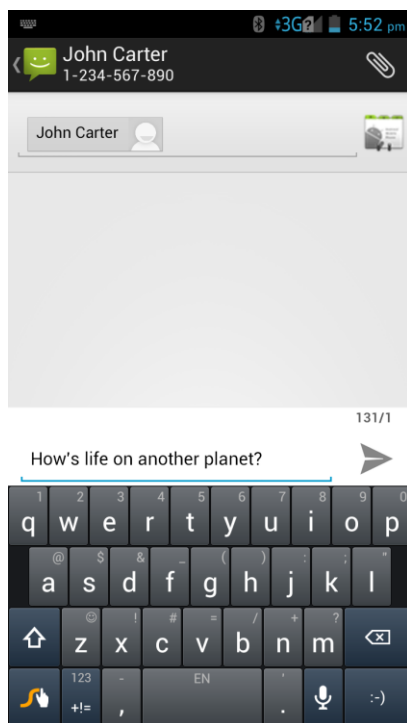 3G 5:52 pm
John Carter
1-234-567-890
John Carter
131/1
How's life on another planet?
1 2 3 4 5 6 7 8 9 0
q w e r t y u i o p
@ $ & _ ( ) : ; "
a s d f g h j k l
! # = / + ?
z x c v b n m
123 - EN '
+!= , . :-)